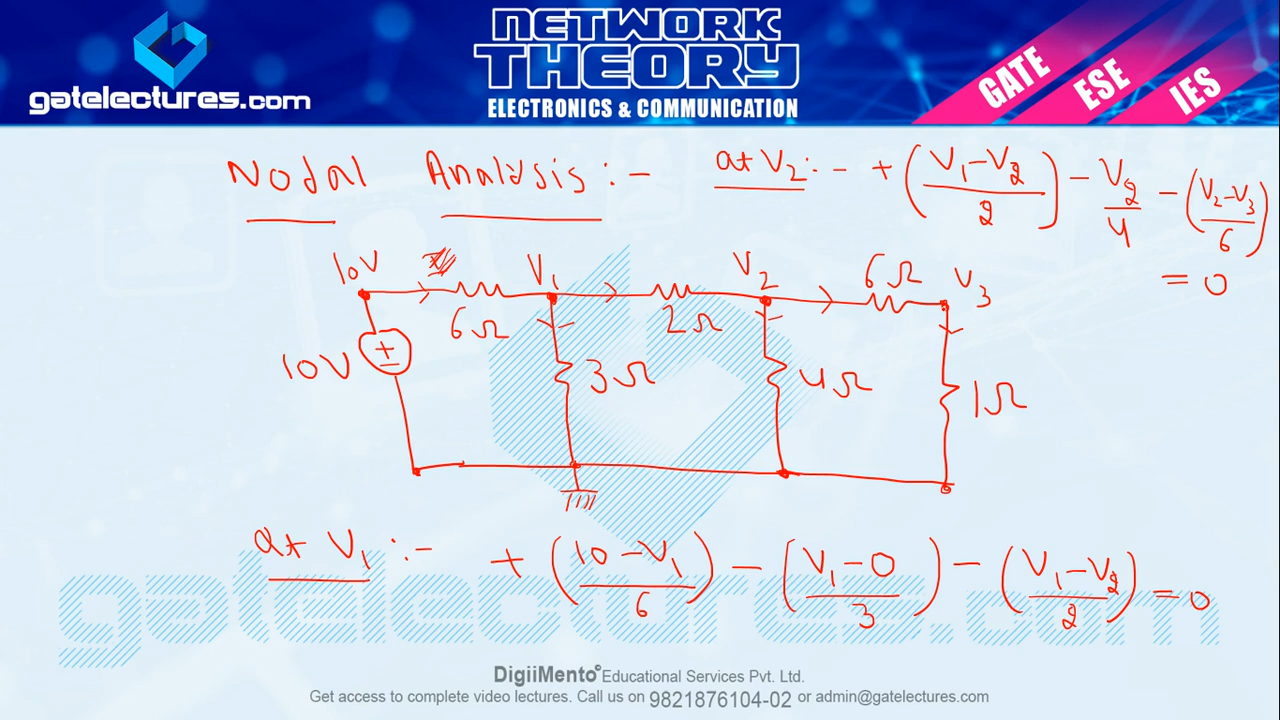 gatelectures.com
NETWORK
THEORY
ELECTRONICS & COMMUNICATION
GATE
ESE
IES
Nodal Analysis :-
at V2 :- + ((V1-V2)/2) - V2/4 - ((V2-V3)/6)
= 0
10V
V1
V2
6Ω
V3
6Ω
2Ω
10V
+
-
3Ω
4Ω
1Ω
at V1 :- + ((10-V1)/6) - ((V1-0)/3) - ((V1-V2)/2) = 0
gatelectures.com
DigiiMento© Educational Services Pvt. Ltd.
Get access to complete video lectures. Call us on 9821876104-02 or admin@gatelectures.com